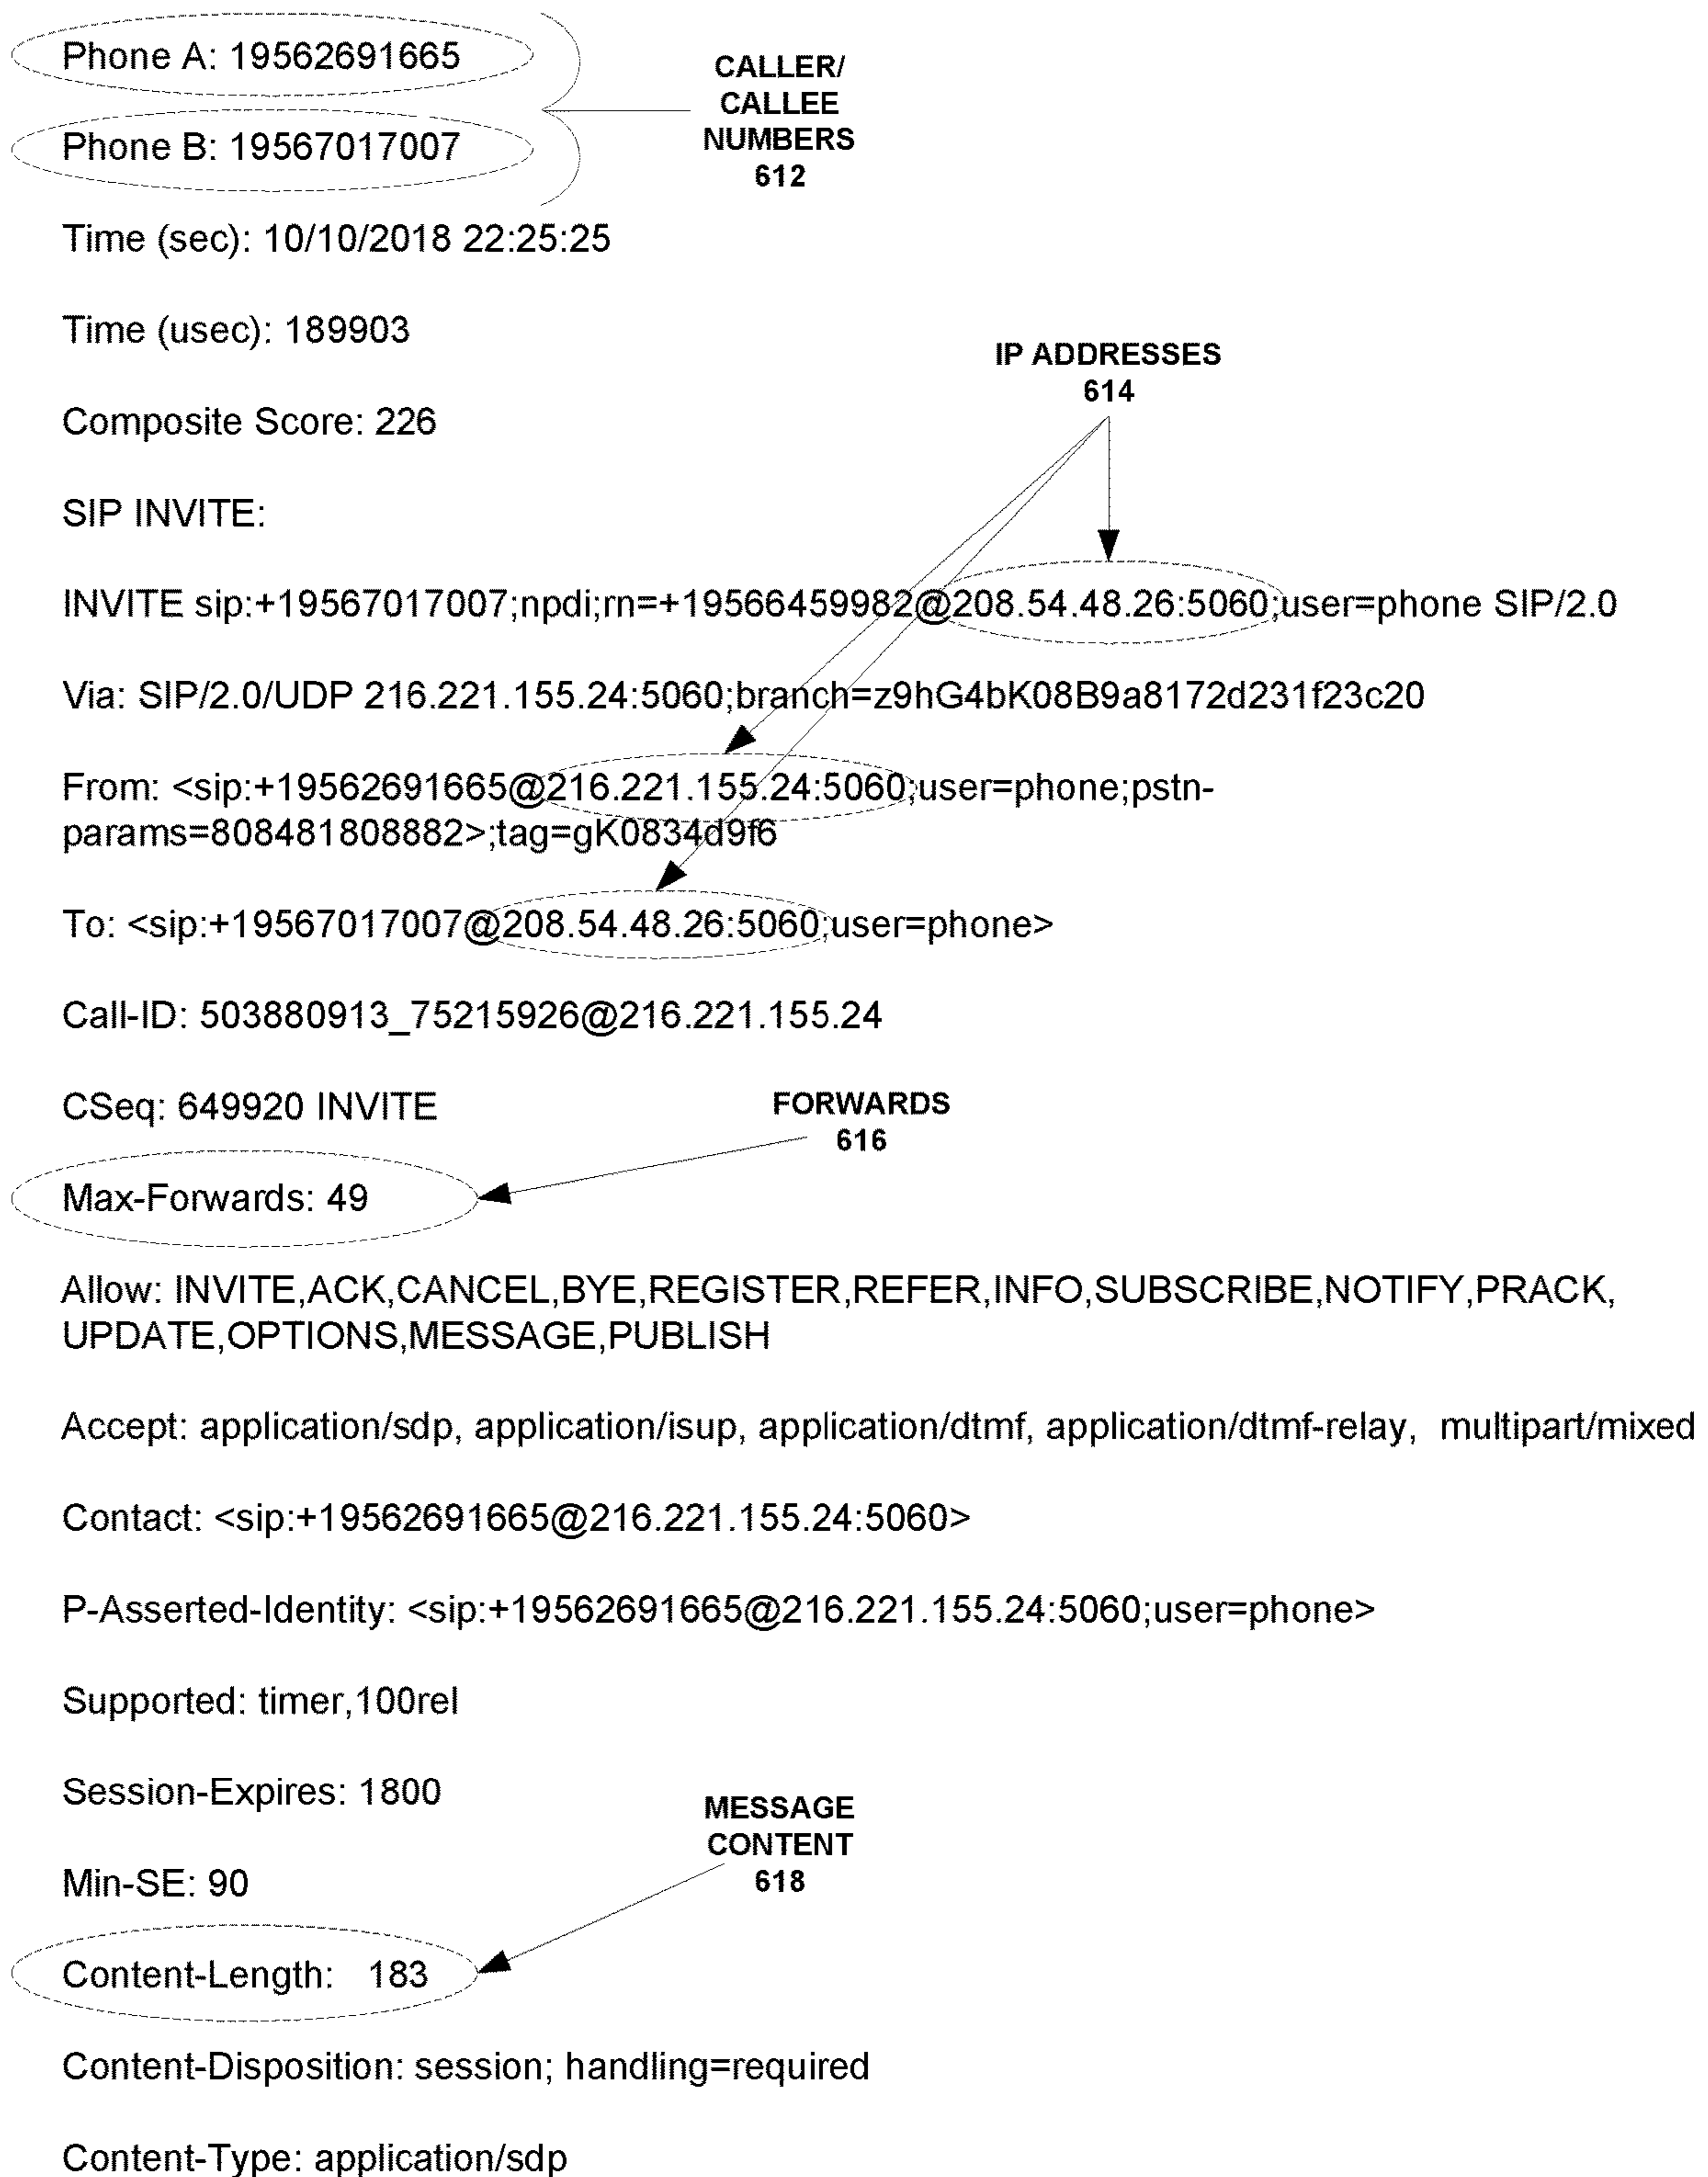 Phone A: 19562691665
CALLER/
CALLEE
NUMBERS
612
Phone B: 19567017007
Time (sec): 10/10/2018 22:25:25
Time (usec): 189903
IP ADDRESSES
614
Composite Score: 226
SIP INVITE:
INVITE sip:+19567017007;npdi;rn=+19566459982@208.54.48.26:5060;user=phone SIP/2.0
Via: SIP/2.0/UDP 216.221.155.24:5060;branch=z9hG4bK08B9a8172d231f23c20
From: <sip:+19562691665@216.221.155.24:5060;user=phone;pstn-
params=808481808882>;tag=gK0834d9f6
To: <sip:+19567017007@208.54.48.26:5060;user=phone>
Call-ID: 503880913_75215926@216.221.155.24
CSeq: 649920 INVITE
FORWARDS
616
Max-Forwards: 49
Allow: INVITE,ACK,CANCEL,BYE,REGISTER,REFER,INFO,SUBSCRIBE,NOTIFY,PRACK,
UPDATE,OPTIONS,MESSAGE,PUBLISH
Accept: application/sdp, application/isup, application/dtmf, application/dtmf-relay,  multipart/mixed
Contact: <sip:+19562691665@216.221.155.24:5060>
P-Asserted-Identity: <sip:+19562691665@216.221.155.24:5060;user=phone>
Supported: timer,100rel
Session-Expires: 1800
MESSAGE
CONTENT
618
Min-SE: 90
Content-Length:   183
Content-Disposition: session; handling=required
Content-Type: application/sdp